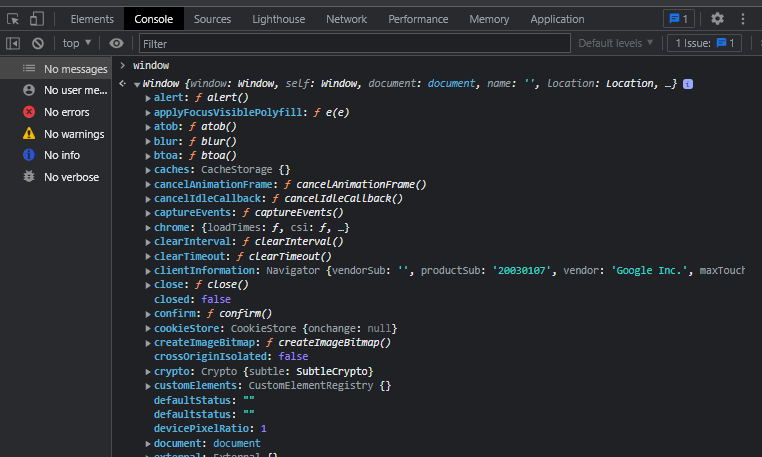 Elements Console Sources Lighthouse Network Performance Memory Application 1
top Filter Default levels 1 Issue: 1
No messages
No user me...
No errors
No warnings
No info
No verbose
window
Window {window: Window, self: Window, document: document, name: '', location: Location, …}
alert: ƒ alert()
applyFocusVisiblePolyfill: ƒ e(e)
atob: ƒ atob()
blur: ƒ blur()
btoa: ƒ btoa()
caches: CacheStorage {}
cancelAnimationFrame: ƒ cancelAnimationFrame()
cancelIdleCallback: ƒ cancelIdleCallback()
captureEvents: ƒ captureEvents()
chrome: {loadTimes: ƒ, csi: ƒ, …}
clearInterval: ƒ clearInterval()
clearTimeout: ƒ clearTimeout()
clientInformation: Navigator {vendorSub: '', productSub: '20030107', vendor: 'Google Inc.', maxTouch
close: ƒ close()
closed: false
confirm: ƒ confirm()
cookieStore: CookieStore {onchange: null}
createImageBitmap: ƒ createImageBitmap()
crossOriginIsolated: false
crypto: Crypto {subtle: SubtleCrypto}
customElements: CustomElementRegistry {}
defaultStatus: ""
defaultstatus: ""
devicePixelRatio: 1
document: document
external: External {}